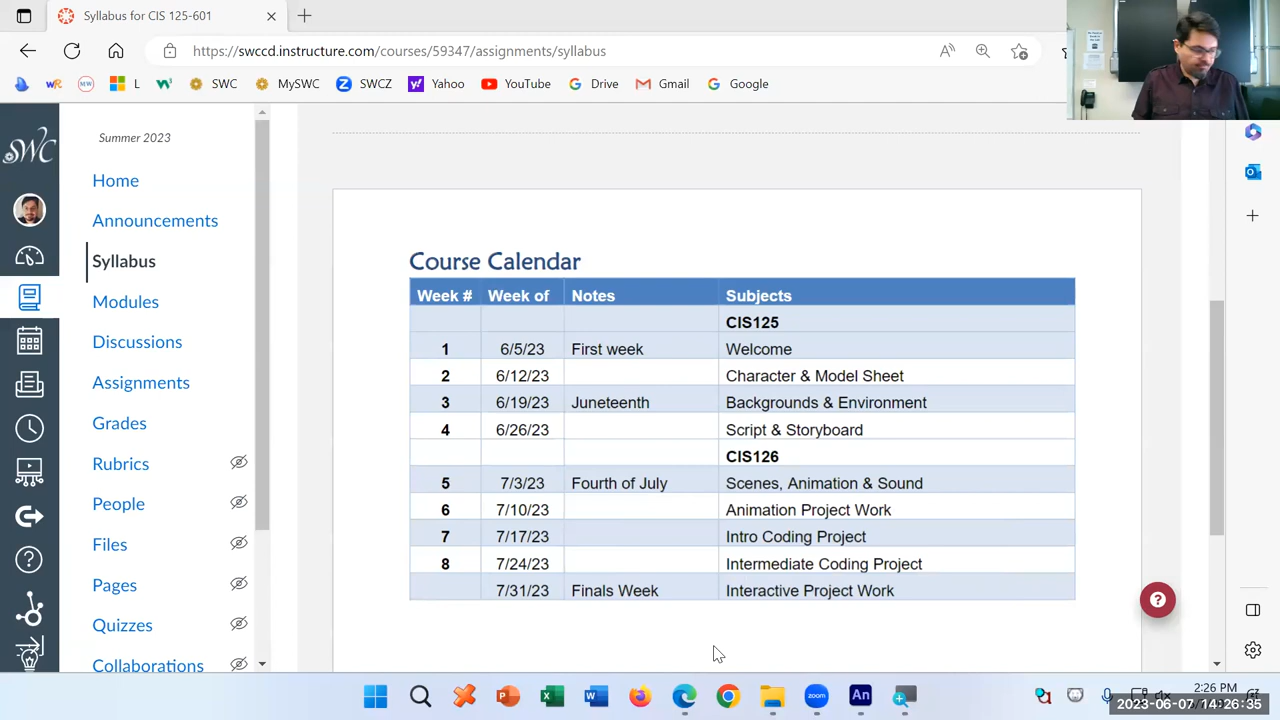 Syllabus for CIS 125-601
https://swccd.instructure.com/courses/59347/assignments/syllabus
L SWC MySWC SWCZ Yahoo YouTube Drive Gmail Google
SWC
Summer 2023
Home
Announcements
Syllabus
Modules
Discussions
Assignments
Grades
Rubrics
People
Files
Pages
Quizzes
Collaborations
Course Calendar
Week # Week of Notes Subjects
CIS125
1 6/5/23 First week Welcome
2 6/12/23 Character & Model Sheet
3 6/19/23 Juneteenth Backgrounds & Environment
4 6/26/23 Script & Storyboard
CIS126
5 7/3/23 Fourth of July Scenes, Animation & Sound
6 7/10/23 Animation Project Work
7 7/17/23 Intro Coding Project
8 7/24/23 Intermediate Coding Project
7/31/23 Finals Week Interactive Project Work
zoom
An
2:26 PM
2023-06-07 14:26:35